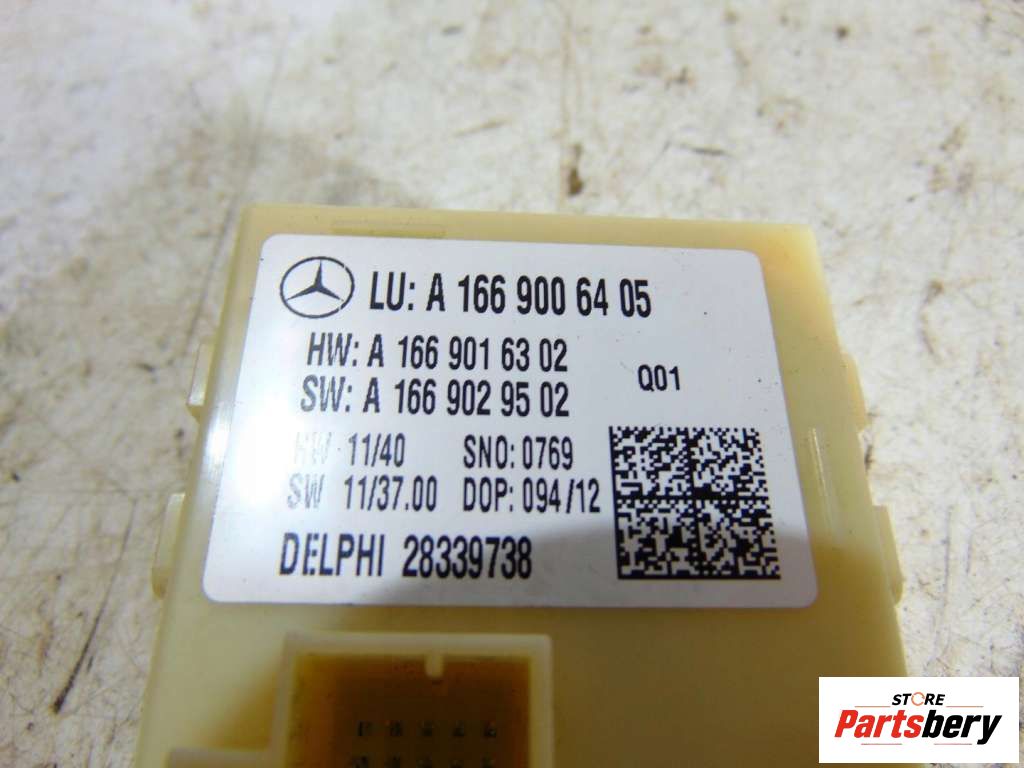 LU: A 166 900 64 05
HW: A 166 901 63 02
SW: A 166 902 95 02
Q01
HW 11/40 SNO: 0769
SW 11/37.00 DOP: 094/12
DELPHI 28339738
STORE
Partsbery